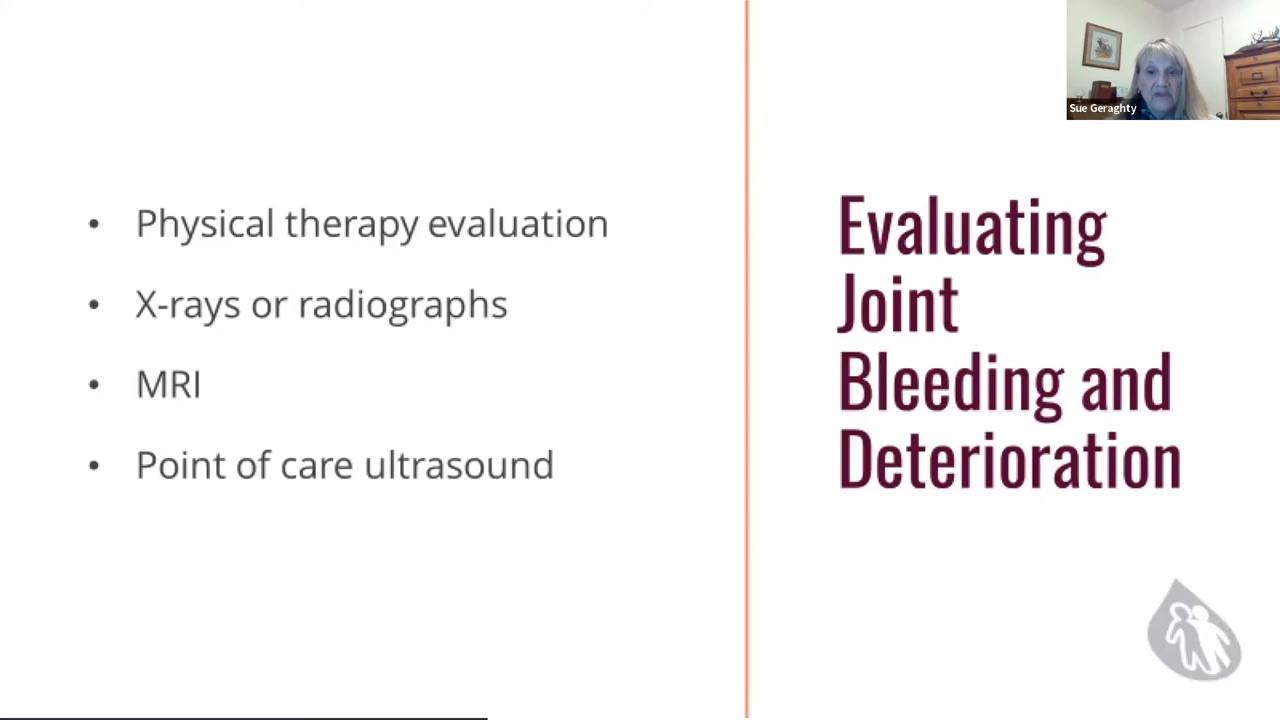 Sue Geraghty
• Physical therapy evaluation
• X-rays or radiographs
• MRI
• Point of care ultrasound
Evaluating
Joint
Bleeding and
Deterioration